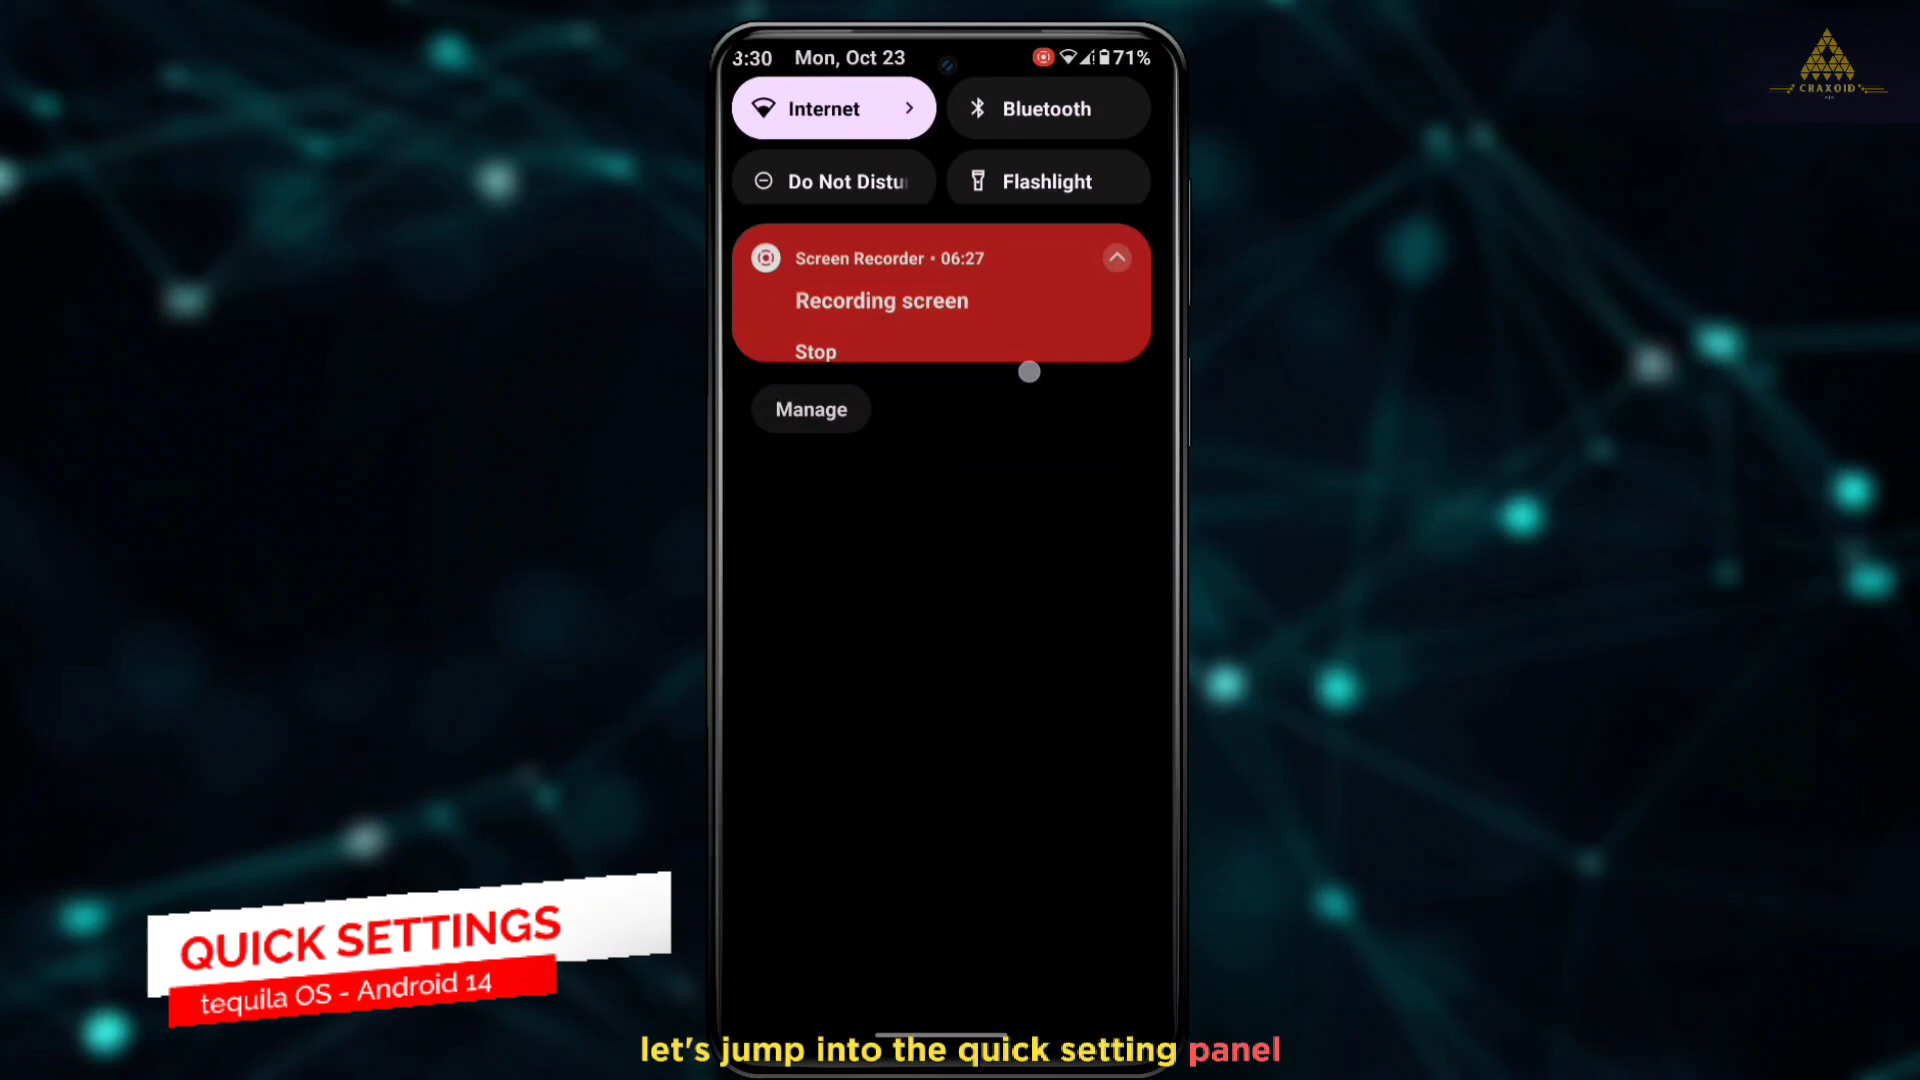 CRAXOID
3:30 Mon, Oct 23 71%
Internet
Bluetooth
Do Not Distu
Flashlight
Screen Recorder • 06:27
Recording screen
Stop
Manage
QUICK SETTINGS
tequila OS - Android 14
let's jump into the quick setting panel